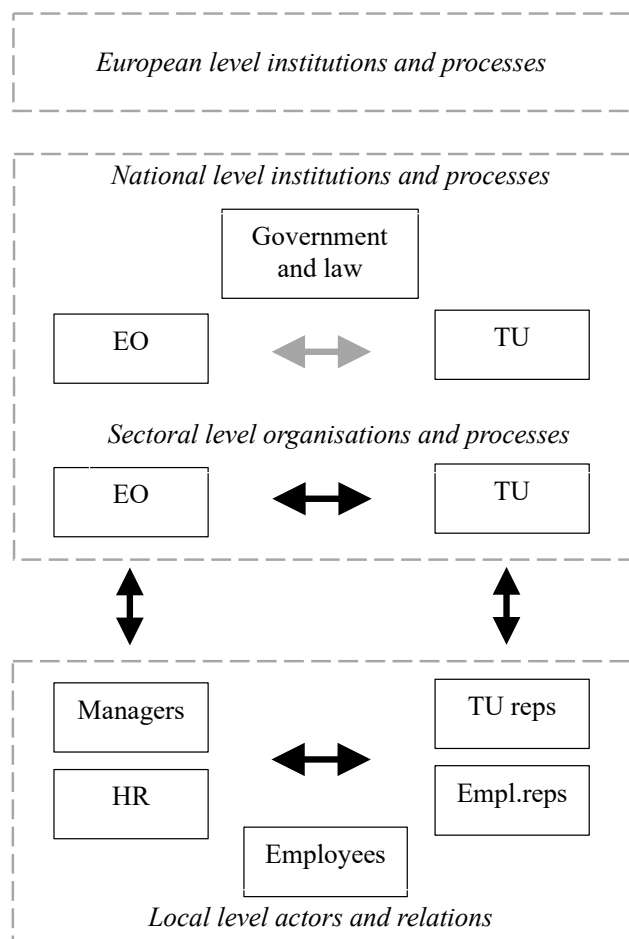 European level institutions and processes
National level institutions and processes
Government
and law
EO
TU
Sectoral level organisations and processes
EO
TU
Managers
TU reps
HR
Empl.reps
Employees
Local level actors and relations